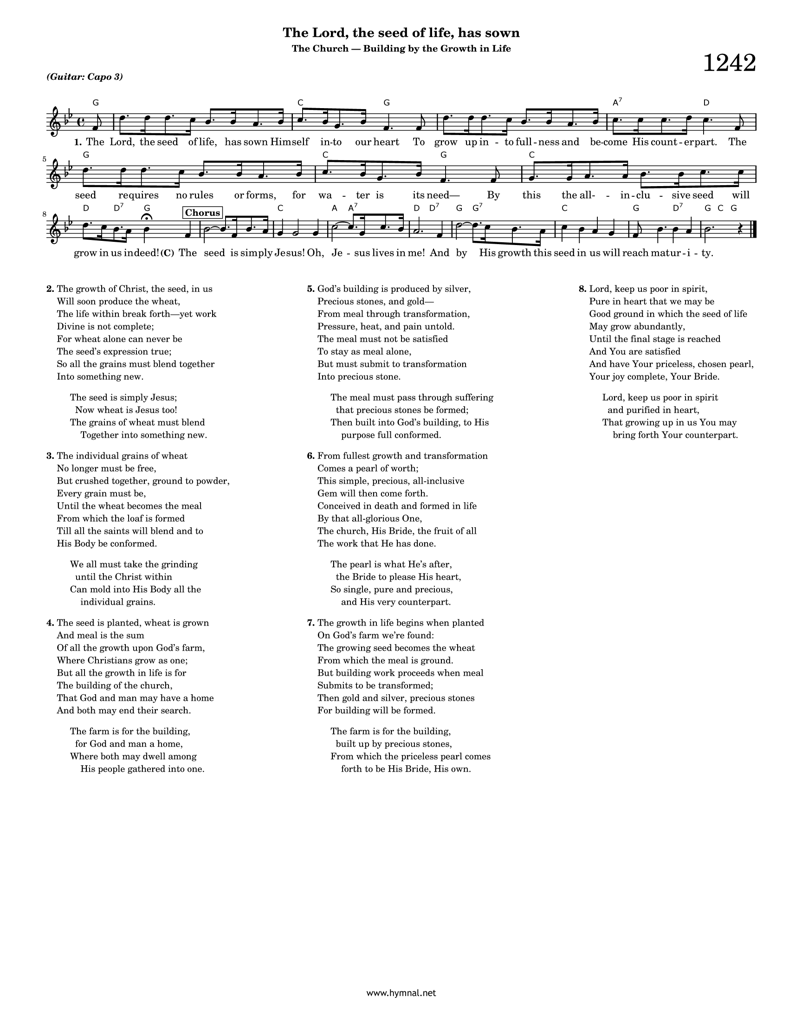 The Lord, the seed of life, has sown
The Church — Building by the Growth in Life
1242
(Guitar: Capo 3)
G C G A7 D
1. The Lord, the seed of life, has sown Himself in-to our heart To grow up in - to full - ness and be-come His count - erpart. The
5
G C G C
seed requires no rules or forms, for wa - ter is its need— By this the all- - in - clu - sive seed will
8
D D7 G Chorus C A A7 D D7 G G7 C G D7 G C G
grow in us indeed! (C) The seed is simply Jesus! Oh, Je - sus lives in me! And by His growth this seed in us will reach matur - i - ty.
2. The growth of Christ, the seed, in us
Will soon produce the wheat,
The life within break forth—yet work
Divine is not complete;
For wheat alone can never be
The seed's expression true;
So all the grains must blend together
Into something new.
The seed is simply Jesus;
Now wheat is Jesus too!
The grains of wheat must blend
Together into something new.
3. The individual grains of wheat
No longer must be free,
But crushed together, ground to powder,
Every grain must be,
Until the wheat becomes the meal
From which the loaf is formed
Till all the saints will blend and to
His Body be conformed.
We all must take the grinding
until the Christ within
Can mold into His Body all the
individual grains.
4. The seed is planted, wheat is grown
And meal is the sum
Of all the growth upon God's farm,
Where Christians grow as one;
But all the growth in life is for
The building of the church,
That God and man may have a home
And both may end their search.
The farm is for the building,
for God and man a home,
Where both may dwell among
His people gathered into one.
5. God's building is produced by silver,
Precious stones, and gold—
From meal through transformation,
Pressure, heat, and pain untold.
The meal must not be satisfied
To stay as meal alone,
But must submit to transformation
Into precious stone.
The meal must pass through suffering
that precious stones be formed;
Then built into God's building, to His
purpose full conformed.
6. From fullest growth and transformation
Comes a pearl of worth;
This simple, precious, all-inclusive
Gem will then come forth.
Conceived in death and formed in life
By that all-glorious One,
The church, His Bride, the fruit of all
The work that He has done.
The pearl is what He's after,
the Bride to please His heart,
So single, pure and precious,
and His very counterpart.
7. The growth in life begins when planted
On God's farm we're found:
The growing seed becomes the wheat
From which the meal is ground.
But building work proceeds when meal
Submits to be transformed;
Then gold and silver, precious stones
For building will be formed.
The farm is for the building,
built up by precious stones,
From which the priceless pearl comes
forth to be His Bride, His own.
8. Lord, keep us poor in spirit,
Pure in heart that we may be
Good ground in which the seed of life
May grow abundantly,
Until the final stage is reached
And You are satisfied
And have Your priceless, chosen pearl,
Your joy complete, Your Bride.
Lord, keep us poor in spirit
and purified in heart,
That growing up in us You may
bring forth Your counterpart.
www.hymnal.net